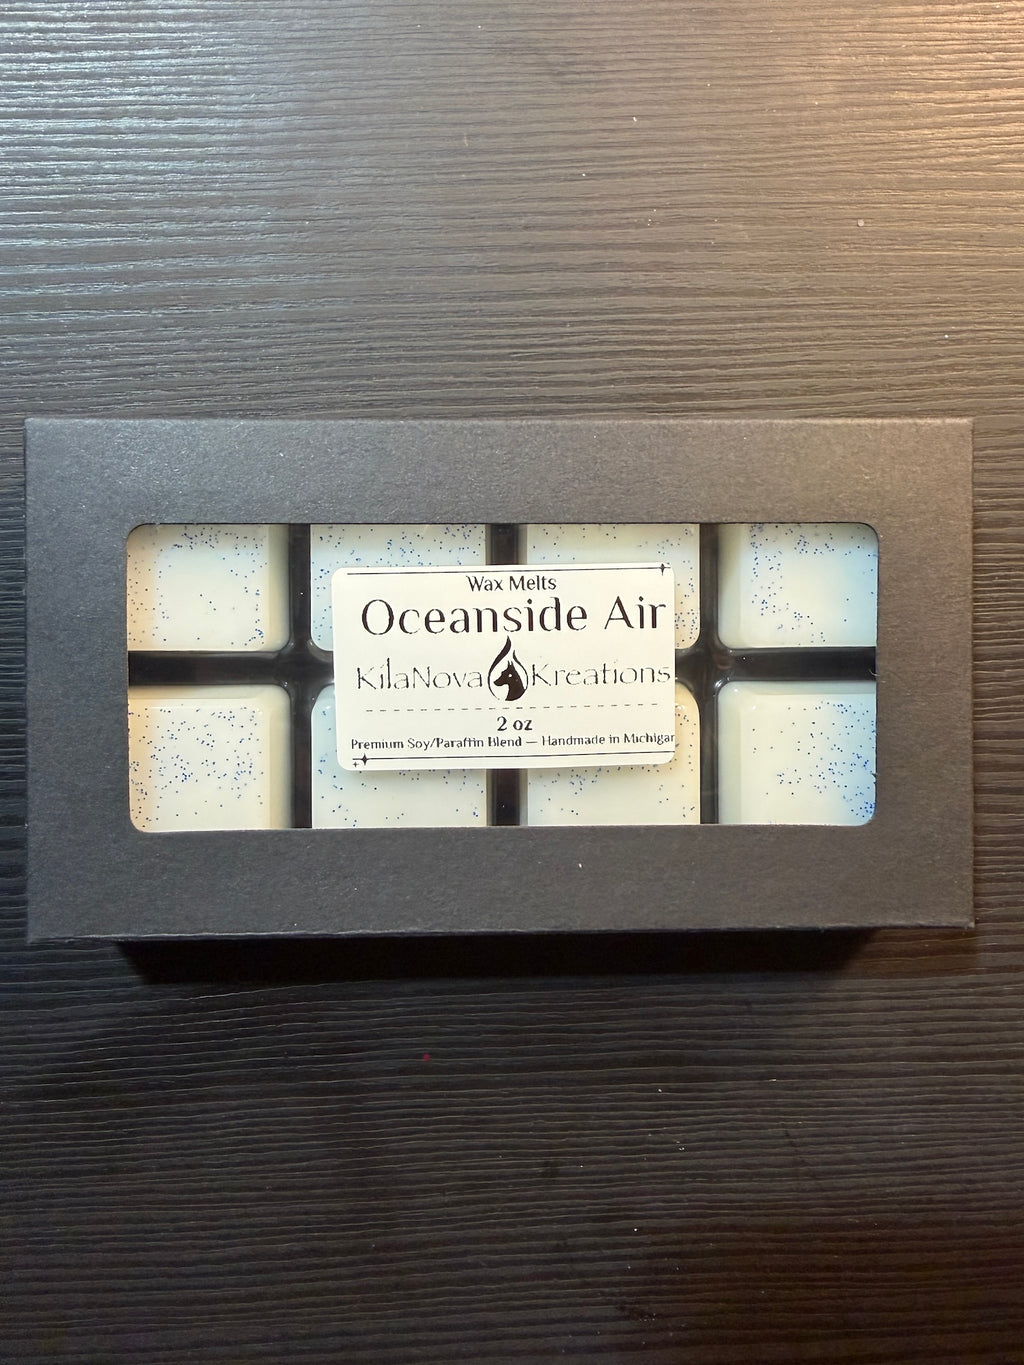 Wax Melts
Oceanside Air
KilaNova Kreations
2 oz
Premium Soy/Paraffin Blend — Handmade in Michigan